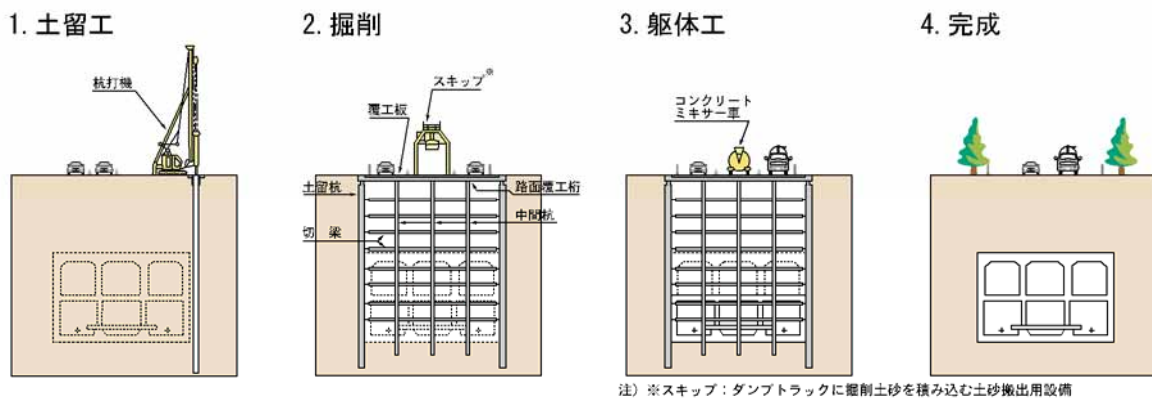 1. 土留工
2. 掘削
3. 躯体工
4. 完成
杭打機
スキップ※
覆工板
土留杭
路面覆工桁
中間杭
切 梁
コンクリート
ミキサー車
注）※スキップ：ダンプトラックに掘削土砂を積み込む土砂搬出用設備